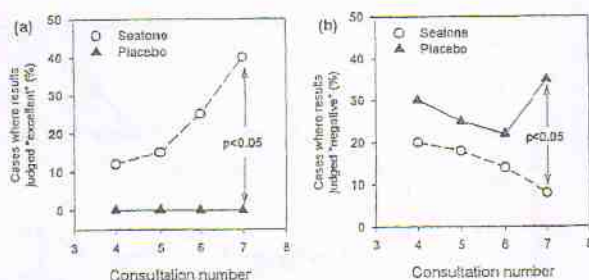 (a)
Seatone
Placebo
Cases where results
judged "excellent" (%)
50
40
30
20
10
0
p<0.05
3 4 5 6 7 8
Consultation number
(b)
Seatone
Placebo
Cases where results
judged "negative" (%)
50
40
30
20
10
0
p<0.05
3 4 5 6 7 8
Consultation number